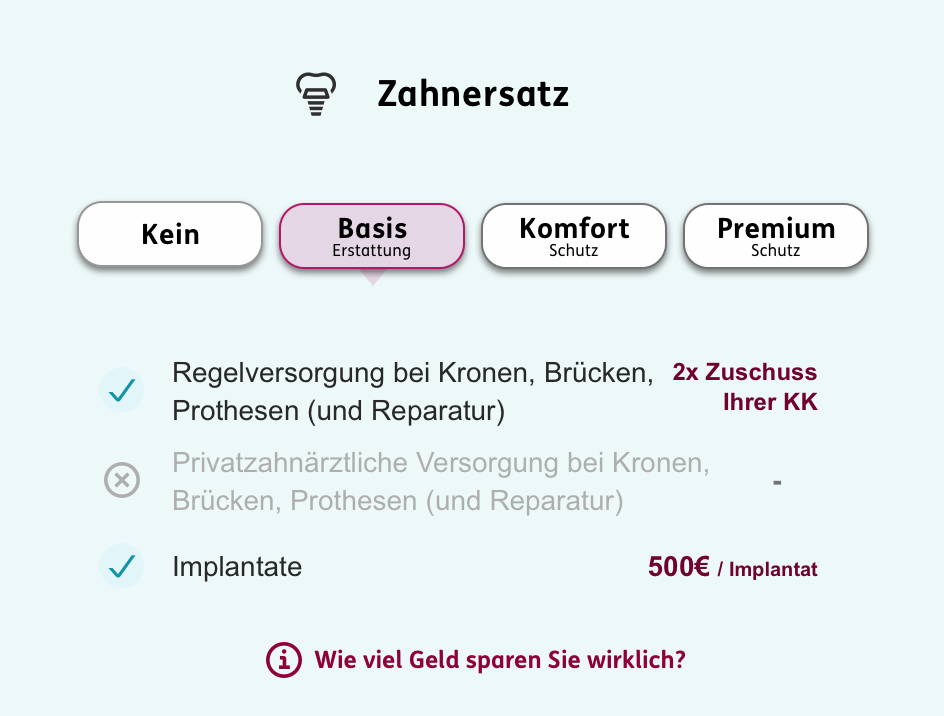 Zahnersatz
Kein
Basis
Erstattung
Komfort
Schutz
Premium
Schutz
Regelversorgung bei Kronen, Brücken,
Prothesen (und Reparatur)
2x Zuschuss
Ihrer KK
Privatzahnärztliche Versorgung bei Kronen,
Brücken, Prothesen (und Reparatur)
-
Implantate
500€ / Implantat
Wie viel Geld sparen Sie wirklich?